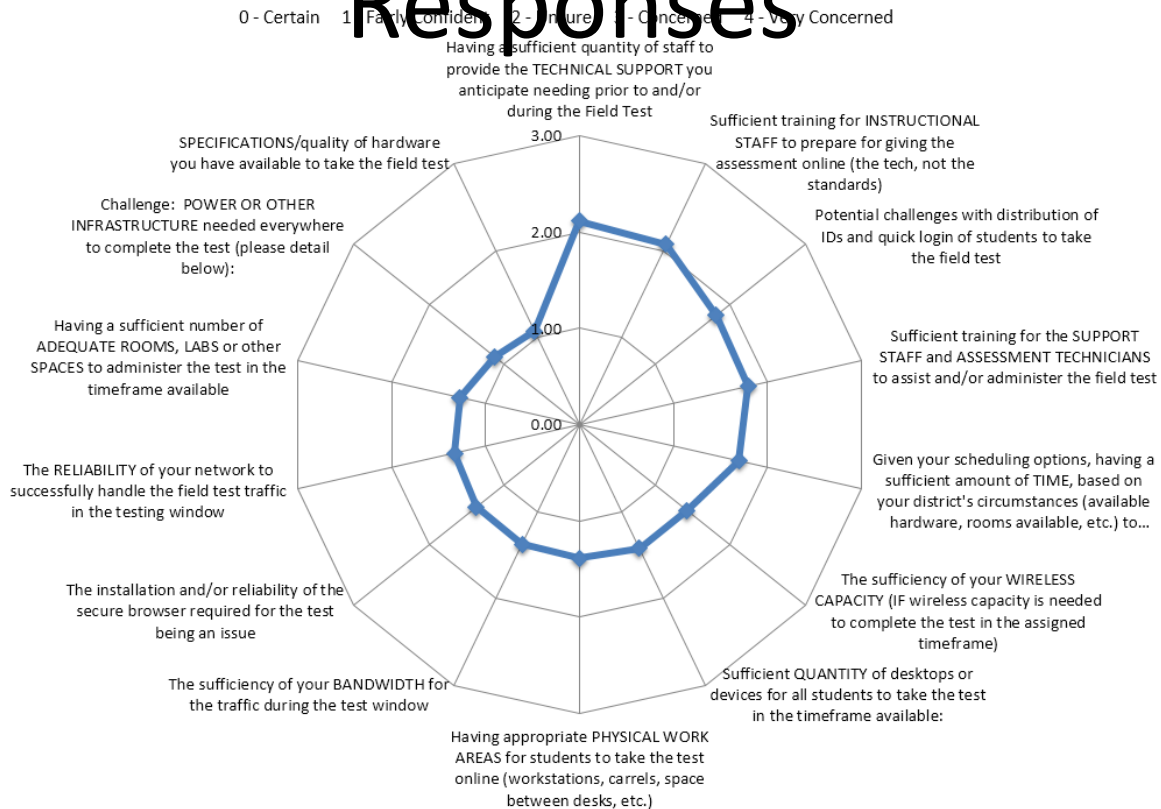 Responses
0 - Certain 1 - Fairly Confident 2 - Unsure 3 - Concerned 4 - Very Concerned
Having a sufficient quantity of staff to
provide the TECHNICAL SUPPORT you
anticipate needing prior to and/or
during the Field Test
Sufficient training for INSTRUCTIONAL
STAFF to prepare for giving the
assessment online (the tech, not the
standards)
Potential challenges with distribution of
IDs and quick login of students to take
the field test
Sufficient training for the SUPPORT
STAFF and ASSESSMENT TECHNICIANS
to assist and/or administer the field test
Given your scheduling options, having a
sufficient amount of TIME, based on
your district's circumstances (available
hardware, rooms available, etc.) to...
The sufficiency of your WIRELESS
CAPACITY (IF wireless capacity is needed
to complete the test in the assigned
timeframe)
Sufficient QUANTITY of desktops or
devices for all students to take the test
in the timeframe available:
Having appropriate PHYSICAL WORK
AREAS for students to take the test
online (workstations, carrels, space
between desks, etc.)
The sufficiency of your BANDWIDTH for
the traffic during the test window
The installation and/or reliability of the
secure browser required for the test
being an issue
The RELIABILITY of your network to
successfully handle the field test traffic
in the testing window
Having a sufficient number of
ADEQUATE ROOMS, LABS or other
SPACES to administer the test in the
timeframe available
Challenge: POWER OR OTHER
INFRASTRUCTURE needed everywhere
to complete the test (please detail
below):
SPECIFICATIONS/quality of hardware
you have available to take the field test
3.00
2.00
1.00
0.00